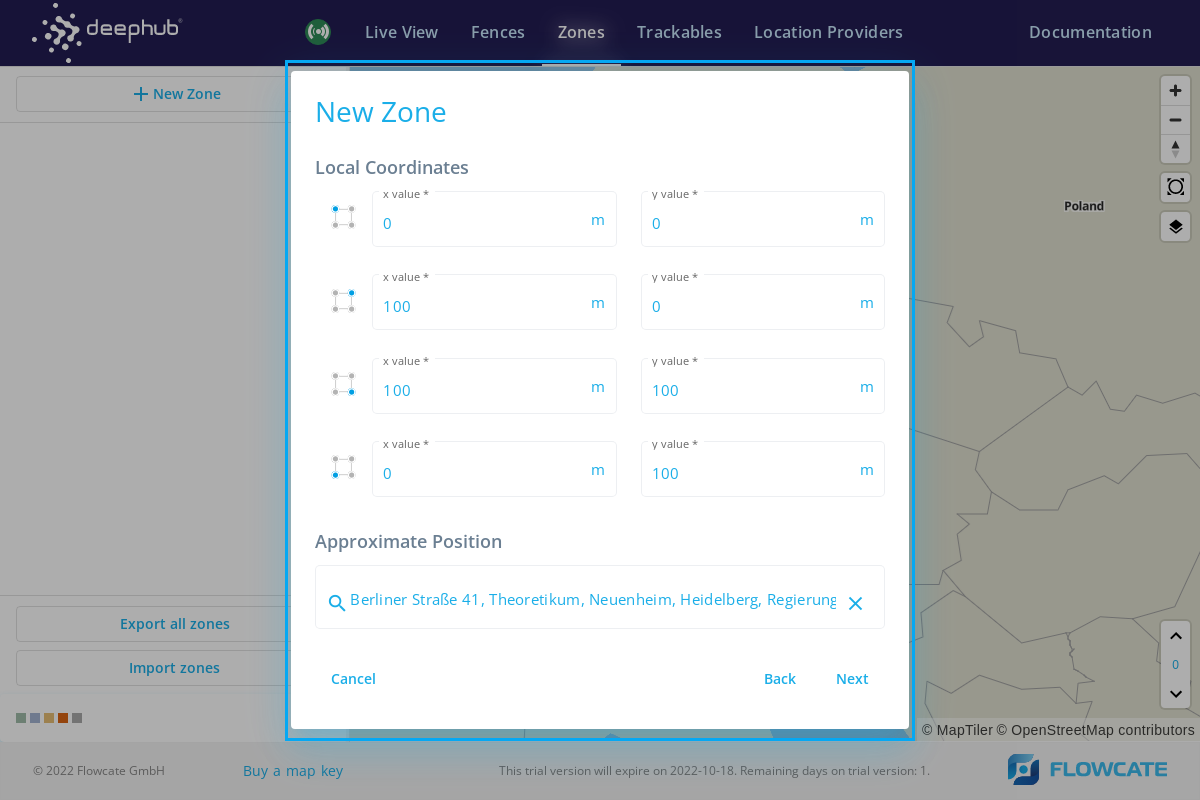 deephub®
Live View
Fences
Zones
Trackables
Location Providers
Documentation
New Zone
New Zone
Local Coordinates
x value *
0 m
y value *
0 m
x value *
100 m
y value *
0 m
x value *
100 m
y value *
100 m
x value *
0 m
y value *
100 m
Approximate Position
Berliner Straße 41, Theoretikum, Neuenheim, Heidelberg, Regierung
Cancel
Back
Next
Export all zones
Import zones
Poland
0
© MapTiler © OpenStreetMap contributors
© 2022 Flowcate GmbH
Buy a map key
This trial version will expire on 2022-10-18. Remaining days on trial version: 1.
FLOWCATE